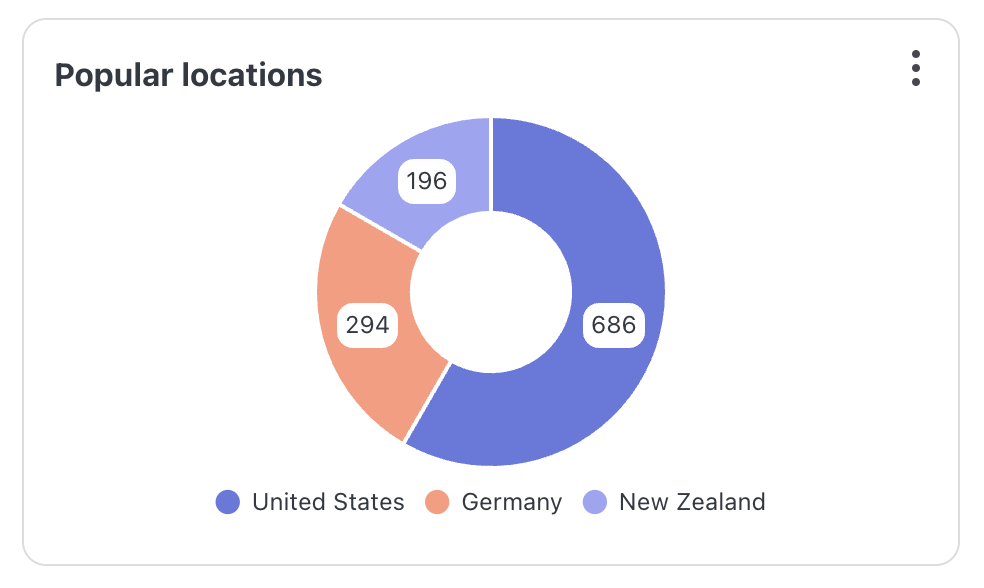 Popular locations
196
294
686
United States
Germany
New Zealand